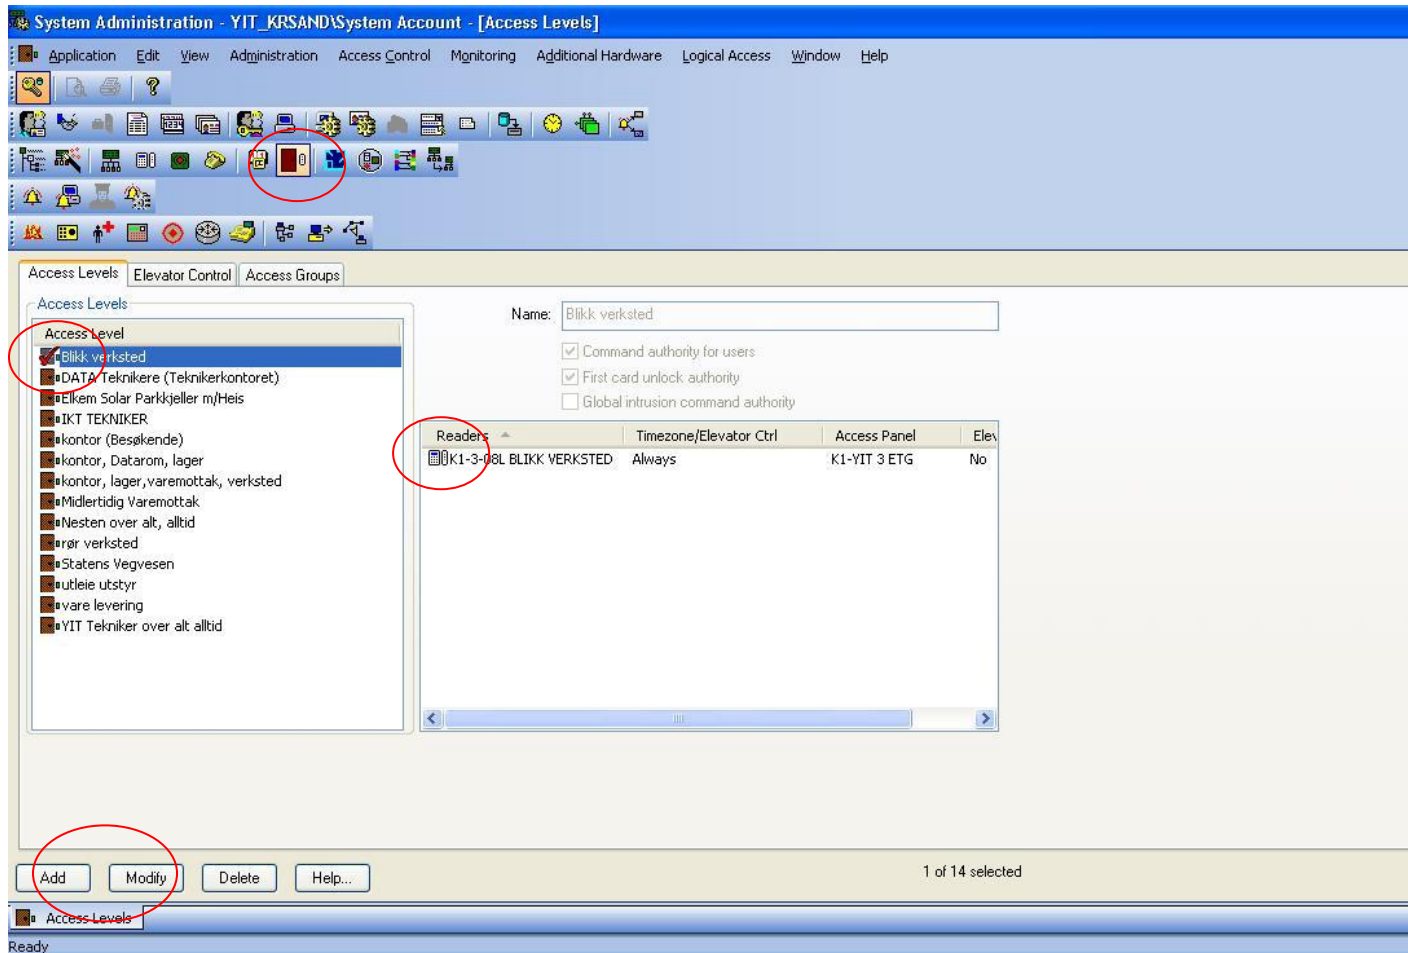 System Administration - YIT_KRSAND\System Account - [Access Levels]
Application Edit View Administration Access Control Monitoring Additional Hardware Logical Access Window Help
Access Levels Elevator Control Access Groups
Access Levels
Access Level
Blikk verksted
DATA Teknikere (Teknikerkontoret)
Elkem Solar Parkkjeller m/Heis
IKT TEKNIKER
kontor (Besøkende)
kontor, Datarom, lager
kontor, lager,varemottak, verksted
Midlertidig Varemottak
Nesten over alt, alltid
rør verksted
Statens Vegvesen
utleie utstyr
vare levering
YIT Tekniker over alt alltid
Name: Blikk verksted
Command authority for users
First card unlock authority
Global intrusion command authority
Readers Timezone/Elevator Ctrl Access Panel Elev
K1-3-08L BLIKK VERKSTED Always K1-YIT 3 ETG No
Add Modify Delete Help... 1 of 14 selected
Access Levels
Ready